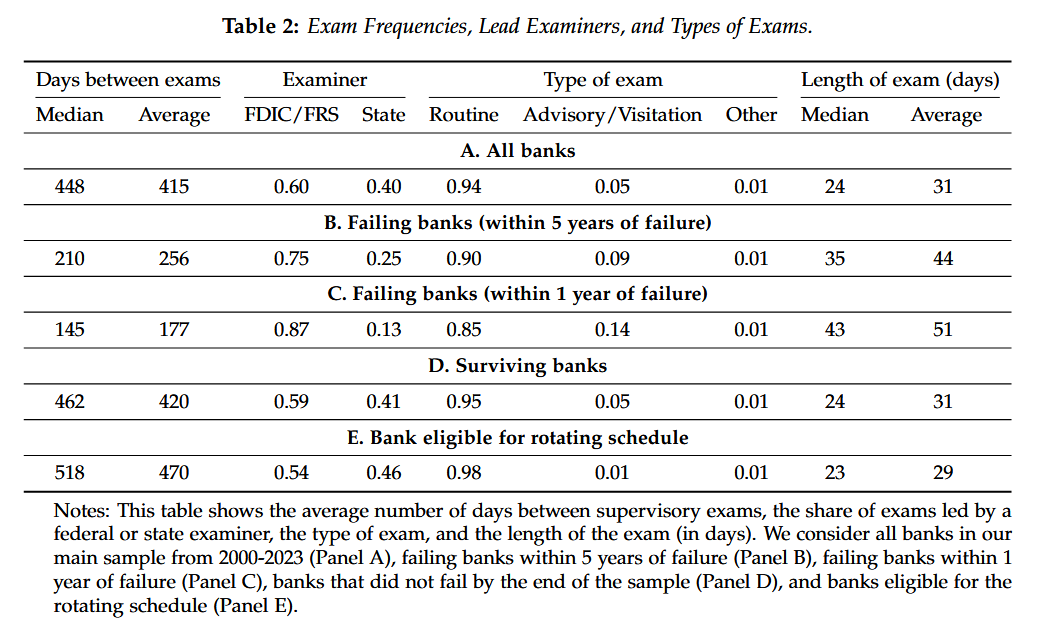 Table 2: Exam Frequencies, Lead Examiners, and Types of Exams.
Days between exams Examiner Type of exam Length of exam (days)
Median Average FDIC/FRS State Routine Advisory/Visitation Other Median Average
A. All banks
448 415 0.60 0.40 0.94 0.05 0.01 24 31
B. Failing banks (within 5 years of failure)
210 256 0.75 0.25 0.90 0.09 0.01 35 44
C. Failing banks (within 1 year of failure)
145 177 0.87 0.13 0.85 0.14 0.01 43 51
D. Surviving banks
462 420 0.59 0.41 0.95 0.05 0.01 24 31
E. Bank eligible for rotating schedule
518 470 0.54 0.46 0.98 0.01 0.01 23 29
Notes: This table shows the average number of days between supervisory exams, the share of exams led by a
federal or state examiner, the type of exam, and the length of the exam (in days). We consider all banks in our
main sample from 2000-2023 (Panel A), failing banks within 5 years of failure (Panel B), failing banks within 1
year of failure (Panel C), banks that did not fail by the end of the sample (Panel D), and banks eligible for the
rotating schedule (Panel E).